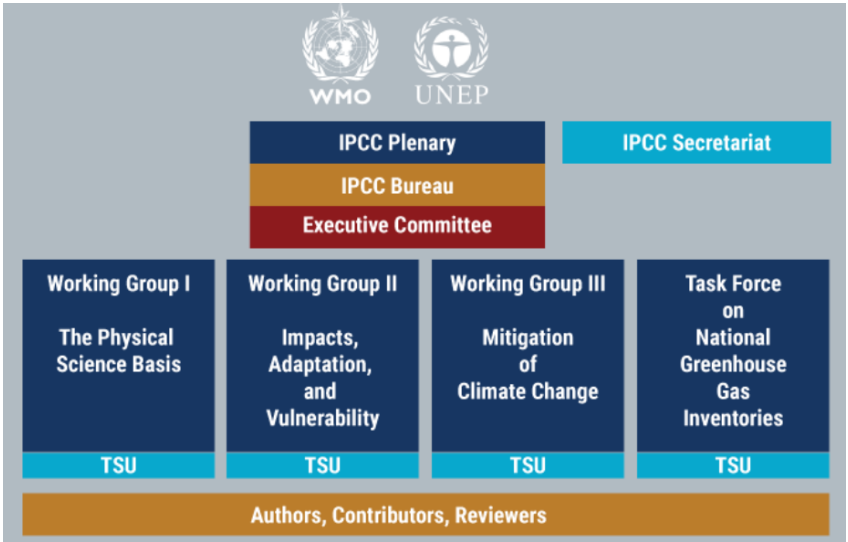 WMO
UNEP
IPCC Plenary
IPCC Secretariat
IPCC Bureau
Executive Committee
Working Group I
The Physical
Science Basis
TSU
Working Group II
Impacts,
Adaptation,
and
Vulnerability
TSU
Working Group III
Mitigation
of
Climate Change
TSU
Task Force
on
National
Greenhouse
Gas
Inventories
TSU
Authors, Contributors, Reviewers